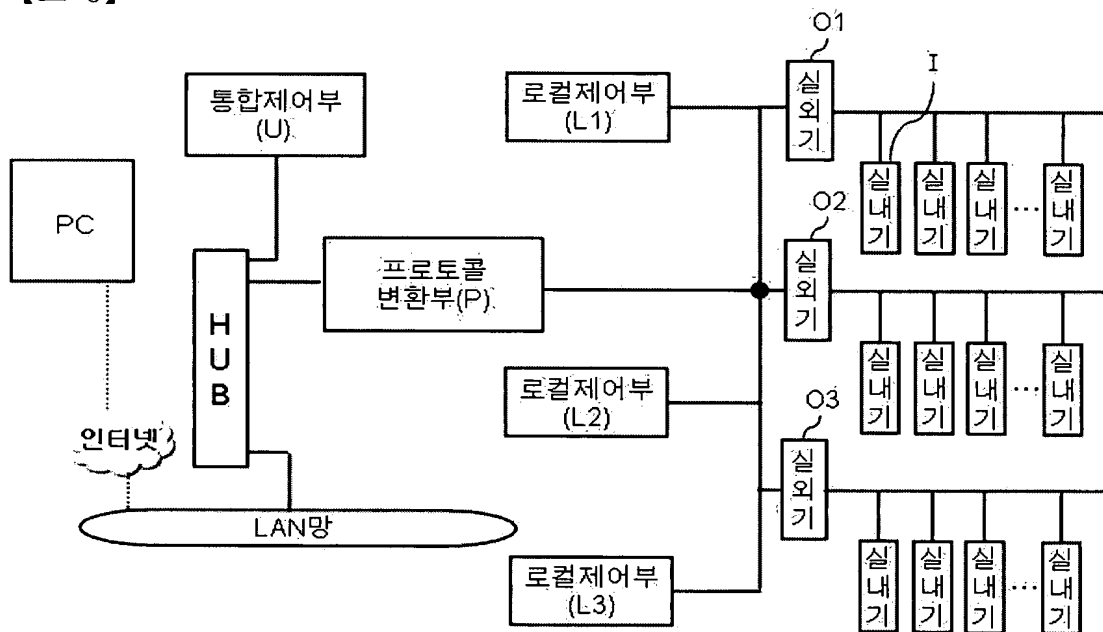 O1
I
통합제어부
(U)
로컬제어부
(L1)
실외기
실내기
실내기
실내기
...
실내기
PC
O2
프로토콜
변환부(P)
실외기
HUB
로컬제어부
(L2)
실내기
실내기
실내기
...
실내기
O3
인터넷
실외기
LAN망
로컬제어부
(L3)
실내기
실내기
실내기
...
실내기